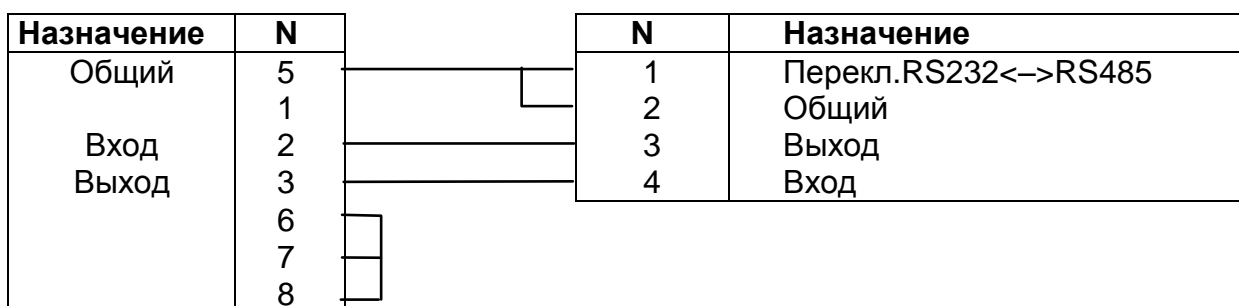 Назначение N N Назначение
Общий 5 1 Перекл.RS232<–>RS485
1 2 Общий
Вход 2 3 Выход
Выход 3 4 Вход
6
7
8